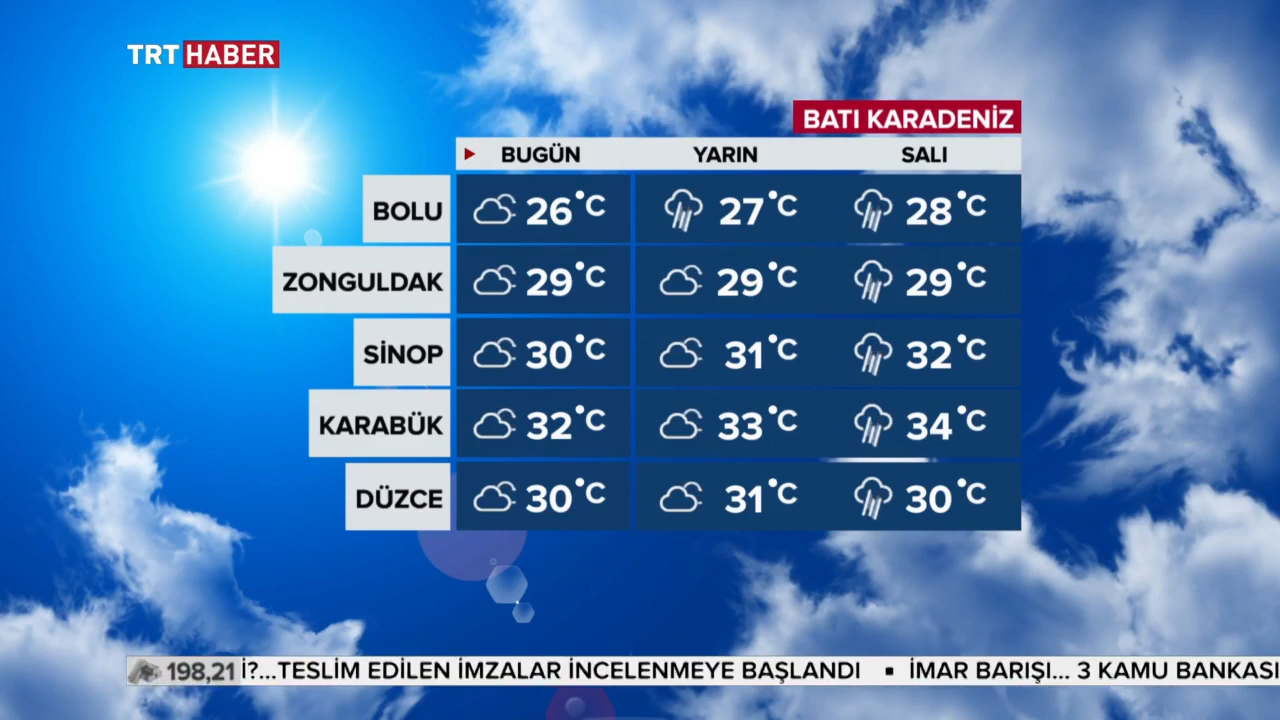 TRT HABER
BATI KARADENİZ
BUGÜN YARIN SALI
BOLU 26°C 27°C 28°C
ZONGULDAK 29°C 29°C 29°C
SİNOP 30°C 31°C 32°C
KARABÜK 32°C 33°C 34°C
DÜZCE 30°C 31°C 30°C
198,21 İ?...TESLİM EDİLEN İMZALAR İNCELENMEYE BAŞLANDI ▪ İMAR BARIŞI... 3 KAMU BANKASI